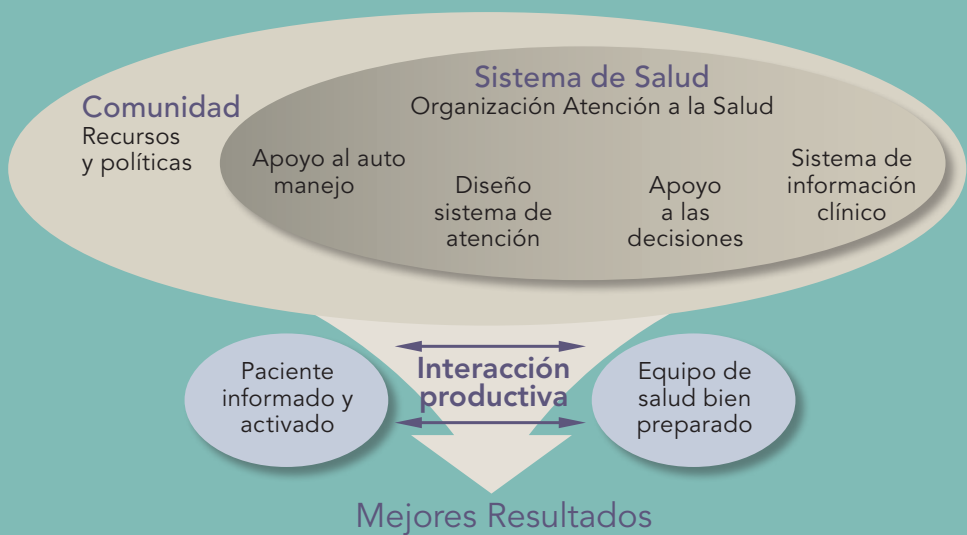 Sistema de Salud
Organización Atención a la Salud
Comunidad
Recursos
y políticas
Apoyo al auto
manejo
Diseño
sistema de
atención
Apoyo
a las
decisiones
Sistema de
información
clínico
Paciente
informado y
activado
Interacción
productiva
Equipo de
salud bien
preparado
Mejores Resultados